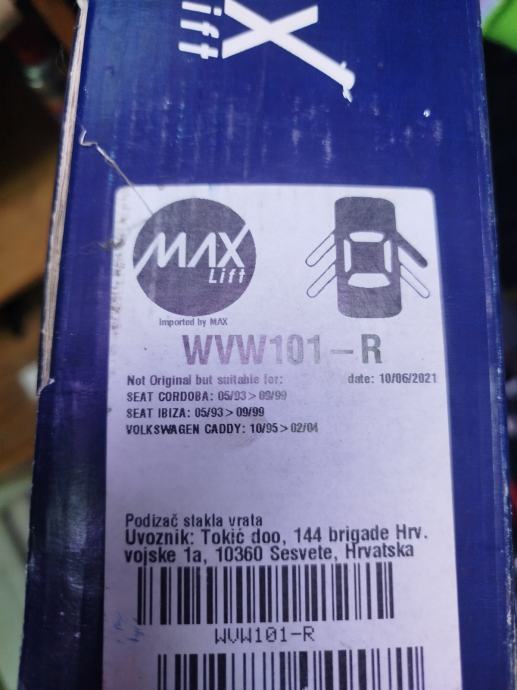 X
ift
MAX
Lift
Imported by MAX
WVW101-R
Not Original but suitable for: date: 10/06/2021
SEAT CORDOBA: 05/93 > 09/99
SEAT IBIZA: 05/93 > 09/99
VOLKSWAGEN CADDY: 10/95 > 02/04
Podizač stakla vrata
Uvoznik: Tokić doo, 144 brigade Hrv.
vojske 1a, 10360 Sesvete, Hrvatska
WVW101-R